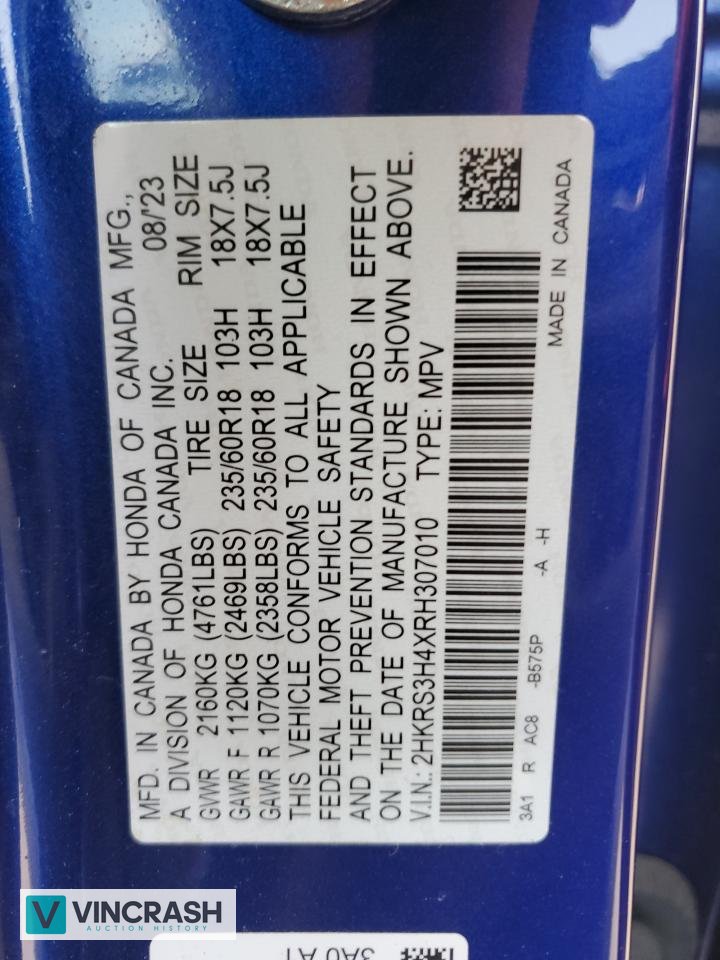 MFD. IN CANADA BY HONDA OF CANADA MFG.,
A DIVISION OF HONDA CANADA INC. 08/'23
GVWR 2160KG (4761LBS) TIRE SIZE RIM SIZE
GAWR F 1120KG (2469LBS) 235/60R18 103H 18X7.5J
GAWR R 1070KG (2358LBS) 235/60R18 103H 18X7.5J
THIS VEHICLE CONFORMS TO ALL APPLICABLE
FEDERAL MOTOR VEHICLE SAFETY
AND THEFT PREVENTION STANDARDS IN EFFECT
ON THE DATE OF MANUFACTURE SHOWN ABOVE.
V.I.N.: 2HKRS3H4XRH307010 TYPE: MPV
3A1 R AC8 -B575P -A -H
MADE IN CANADA
3A0 A1
V VINCRASH
AUCTION HISTORY